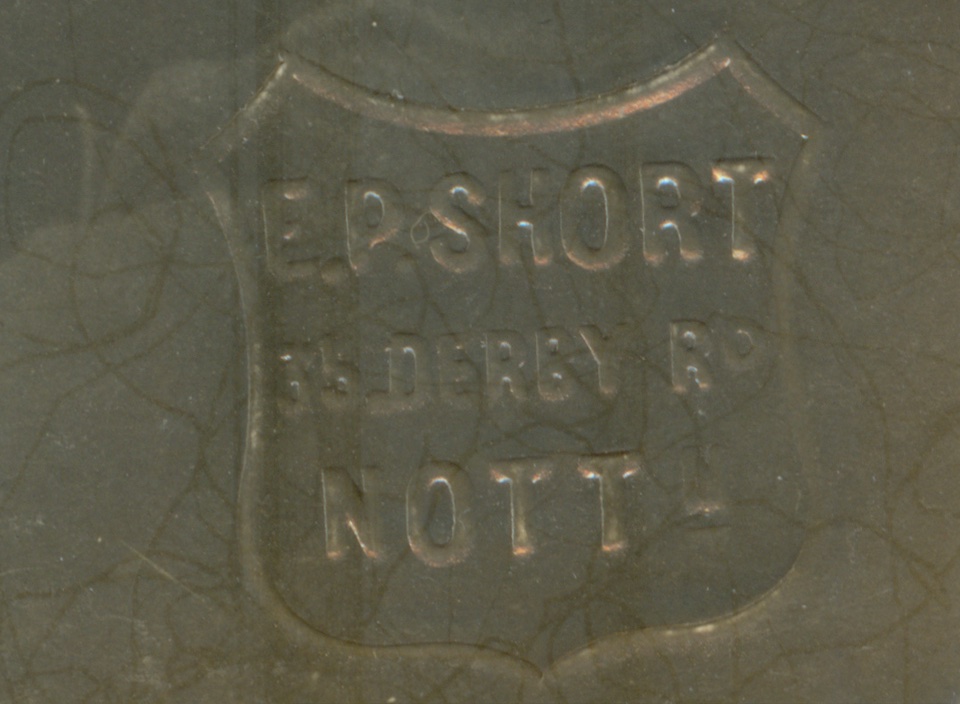 E.P. SHORT
DERBY RD
NOTT